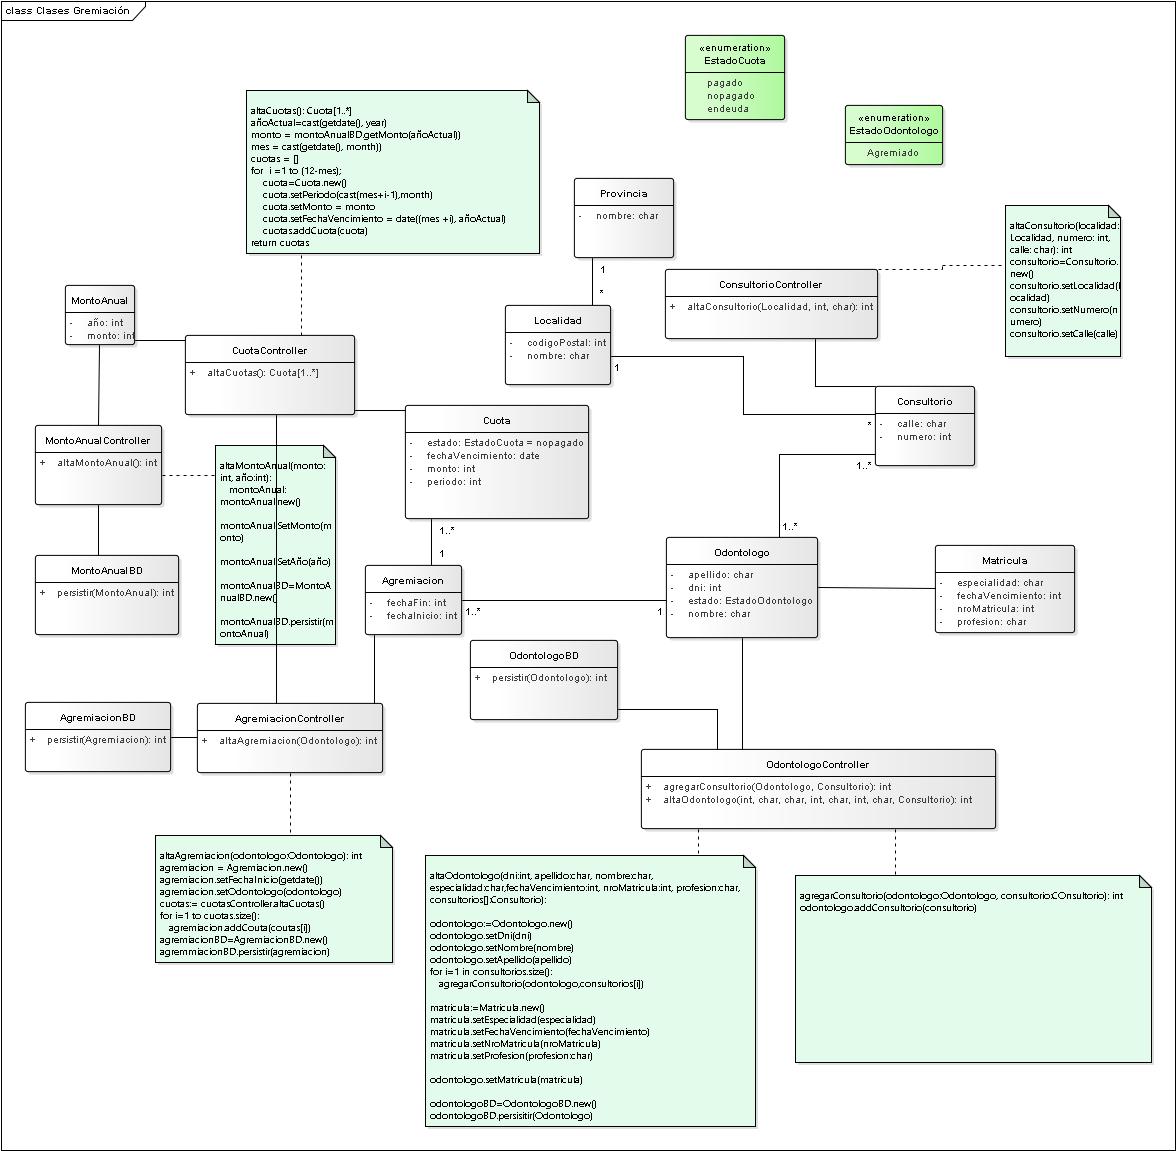 class Clases Gremiación
«enumeration»
EstadoCuota
pagado
nopagado
endeuda
«enumeration»
EstadoOdontologo
Agremiado
altaCuotas(): Cuota[1..*]
añoActual=cast(getdate(), year)
monto = montoAnualBD.getMonto(añoActual))
mes = cast(getdate(), month))
cuotas = []
for i =1 to (12-mes);
cuota=Cuota.new()
cuota.setPeriodo(cast(mes+i-1),month)
cuota.setMonto = monto
cuota.setFechaVencimiento = date((mes +i), añoActual)
cuotas.addCuota(cuota)
return cuotas
Provincia
- nombre: char
1
*
altaConsultorio(localidad:
Localidad, numero: int,
calle: char): int
consultorio=Consultorio.
new()
consultorio.setLocalidad(l
ocalidad)
consultorio.setNumero(n
umero)
consultorio.setCalle(calle)
ConsultorioController
+ altaConsultorio(Localidad, int, char): int
MontoAnual
- año: int
- monto: int
Localidad
- codigoPostal: int
- nombre: char
1
CuotaController
+ altaCuotas(): Cuota[1..*]
Consultorio
- calle: char
- numero: int
*
1..*
Cuota
- estado: EstadoCuota = nopagado
- fechaVencimiento: date
- monto: int
- periodo: int
MontoAnualController
+ altaMontoAnual(): int
altaMontoAnual(monto:
int, año:int):
montoAnual:
montoAnual.new()
montoAnual.SetMonto(m
onto)
montoAnual.SetAño(año)
montoAnualBD=MontoA
nualBD.new()
montoAnualBD.persistir(m
ontoAnual)
1..*
1
1..*
MontoAnualBD
+ persistir(MontoAnual): int
Agremiacion
- fechaFin: int
- fechaInicio: int
1..*
1
Odontologo
- apellido: char
- dni: int
- estado: EstadoOdontologo
- nombre: char
Matricula
- especialidad: char
- fechaVencimiento: int
- nroMatricula: int
- profesion: char
OdontologoBD
+ persistir(Odontologo): int
AgremiacionBD
+ persistir(Agremiacion): int
AgremiacionController
+ altaAgremiacion(Odontologo): int
OdontologoController
+ agregarConsultorio(Odontologo, Consultorio): int
+ altaOdontologo(int, char, char, int, char, int, char, Consultorio): int
altaAgremiacion(odontologo:Odontologo): int
agremiacion = Agremiacion.new()
agremiacion.setFechaInicio(getdate())
agremiacion.setOdontologo(odontologo)
cuotas:= cuotasController.altaCuotas()
for i=1 to cuotas.size():
agremiacion.addCouta(coutas[i])
agremiacionBD=AgremiacionBD.new()
agremmiacionBD.persistir(agremiacion)
altaOdontologo(dni:int, apellido:char, nombre:char,
especialidad:char,fechaVencimiento:int, nroMatricula:int, profesion:char,
consultorios[]:Consultorio):
odontologo:=Odontologo.new()
odontologo.setDni(dni)
odontologo.setNombre(nombre)
odontologo.setApellido(apellido)
for i=1 in consultorios.size():
agregarConsultorio(odontologo,consultorios[i])
matricula:=Matricula.new()
matricula.setEspecialidad(especialidad)
matricula.setFechaVencimiento(fechaVencimiento)
matricula.setNroMatricula(nroMatricula)
matricula.setProfesion(profesion:char)
odontologo.setMatricula(matricula)
odontologoBD=OdontologoBD.new()
odontologoBD.persisitir(Odontologo)
agregarConsultorio(odontologo:Odontologo, consultorio:COnsultorio): int
odontologo.addConsultorio(consultorio)